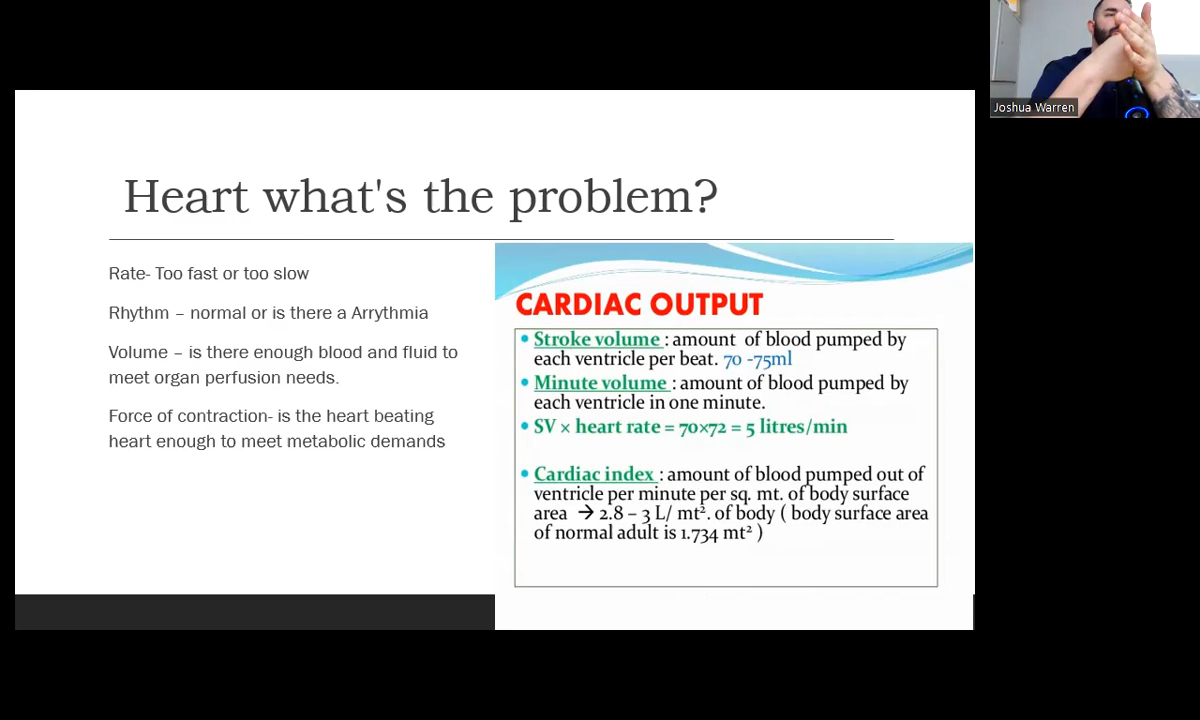 Joshua Warren
Heart what's the problem?
Rate- Too fast or too slow
Rhythm – normal or is there a Arrythmia
Volume – is there enough blood and fluid to
meet organ perfusion needs.
Force of contraction- is the heart beating
heart enough to meet metabolic demands
CARDIAC OUTPUT
• Stroke volume : amount of blood pumped by
each ventricle per beat. 70 -75ml
• Minute volume : amount of blood pumped by
each ventricle in one minute.
• SV × heart rate = 70×72 = 5 litres/min
• Cardiac index : amount of blood pumped out of
ventricle per minute per sq. mt. of body surface
area → 2.8 – 3 L/ mt². of body ( body surface area
of normal adult is 1.734 mt² )